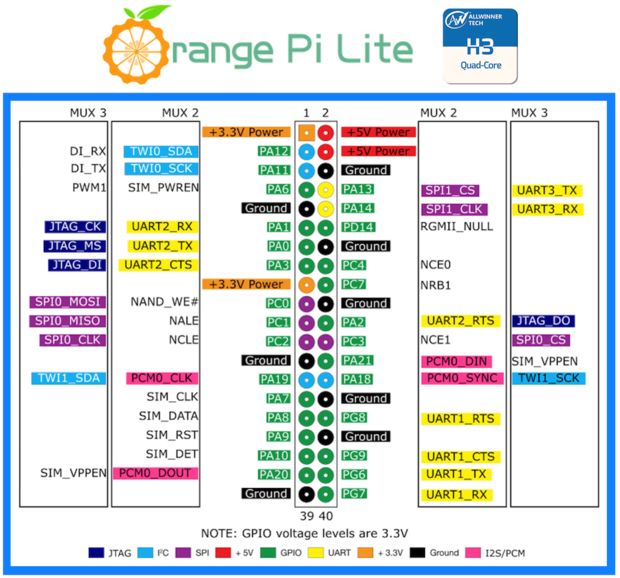 Orange Pi Lite
ALLWINNER TECH
H3
Quad-Core
MUX 3 MUX 2 1 2 MUX 2 MUX 3
+3.3V Power +5V Power
DI_RX TWI0_SDA PA12 +5V Power
DI_TX TWI0_SCK PA11 Ground
PWM1 SIM_PWREN PA6 PA13 SPI1_CS UART3_TX
Ground PA14 SPI1_CLK UART3_RX
JTAG_CK UART2_RX PA1 PD14 RGMII_NULL
JTAG_MS UART2_TX PA0 Ground
JTAG_DI UART2_CTS PA3 PC4 NCE0
+3.3V Power PC7 NRB1
SPI0_MOSI NAND_WE# PC0 Ground
SPI0_MISO NALE PC1 PA2 UART2_RTS JTAG_DO
SPI0_CLK NCLE PC2 PC3 NCE1 SPI0_CS
Ground PA21 PCM0_DIN SIM_VPPEN
TWI1_SDA PCM0_CLK PA19 PA18 PCM0_SYNC TWI1_SCK
SIM_CLK PA7 Ground
SIM_DATA PA8 PG8 UART1_RTS
SIM_RST PA9 Ground
SIM_DET PA10 PG9 UART1_CTS
SIM_VPPEN PCM0_DOUT PA20 PG6 UART1_TX
Ground PG7 UART1_RX
39 40
NOTE: GPIO voltage levels are 3.3V
JTAG I²C SPI +5V GPIO UART +3.3V Ground I2S/PCM